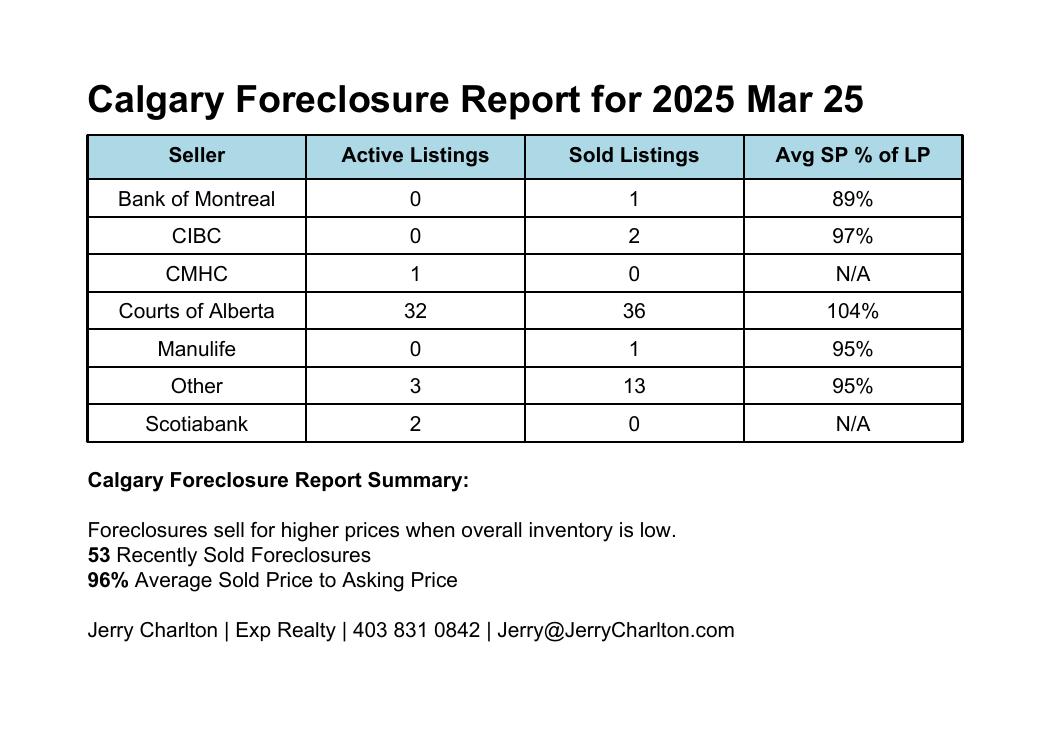 Calgary Foreclosure Report for 2025 Mar 25
Seller Active Listings Sold Listings Avg SP % of LP
Bank of Montreal 0 1 89%
CIBC 0 2 97%
CMHC 1 0 N/A
Courts of Alberta 32 36 104%
Manulife 0 1 95%
Other 3 13 95%
Scotiabank 2 0 N/A
Calgary Foreclosure Report Summary:
Foreclosures sell for higher prices when overall inventory is low.
53 Recently Sold Foreclosures
96% Average Sold Price to Asking Price
Jerry Charlton | Exp Realty | 403 831 0842 | Jerry@JerryCharlton.com